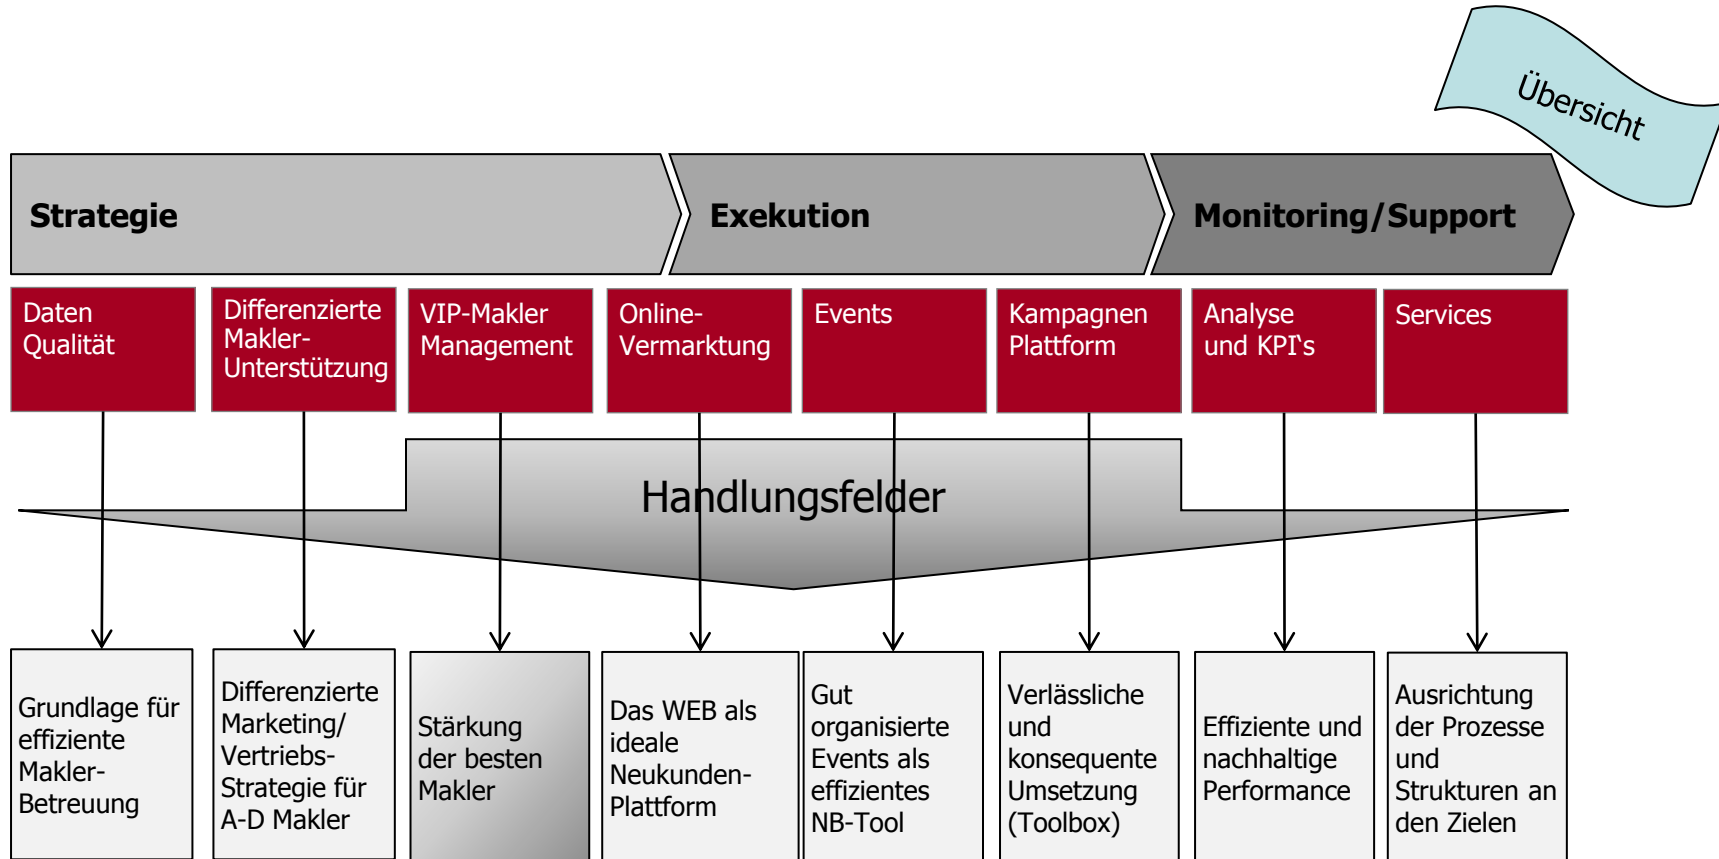 Übersicht
Strategie
Exekution
Monitoring/Support
Daten
Qualität
Differenzierte
Makler-
Unterstützung
VIP-Makler
Management
Online-
Vermarktung
Events
Kampagnen
Plattform
Analyse
und KPI‘s
Services
Handlungsfelder
Grundlage für
effiziente
Makler-
Betreuung
Differenzierte
Marketing/
Vertriebs-
Strategie für
A-D Makler
Stärkung
der besten
Makler
Das WEB als
ideale
Neukunden-
Plattform
Gut
organisierte
Events als
effizientes
NB-Tool
Verlässliche
und
konsequente
Umsetzung
(Toolbox)
Effiziente und
nachhaltige
Performance
Ausrichtung
der Prozesse
und
Strukturen an
den Zielen